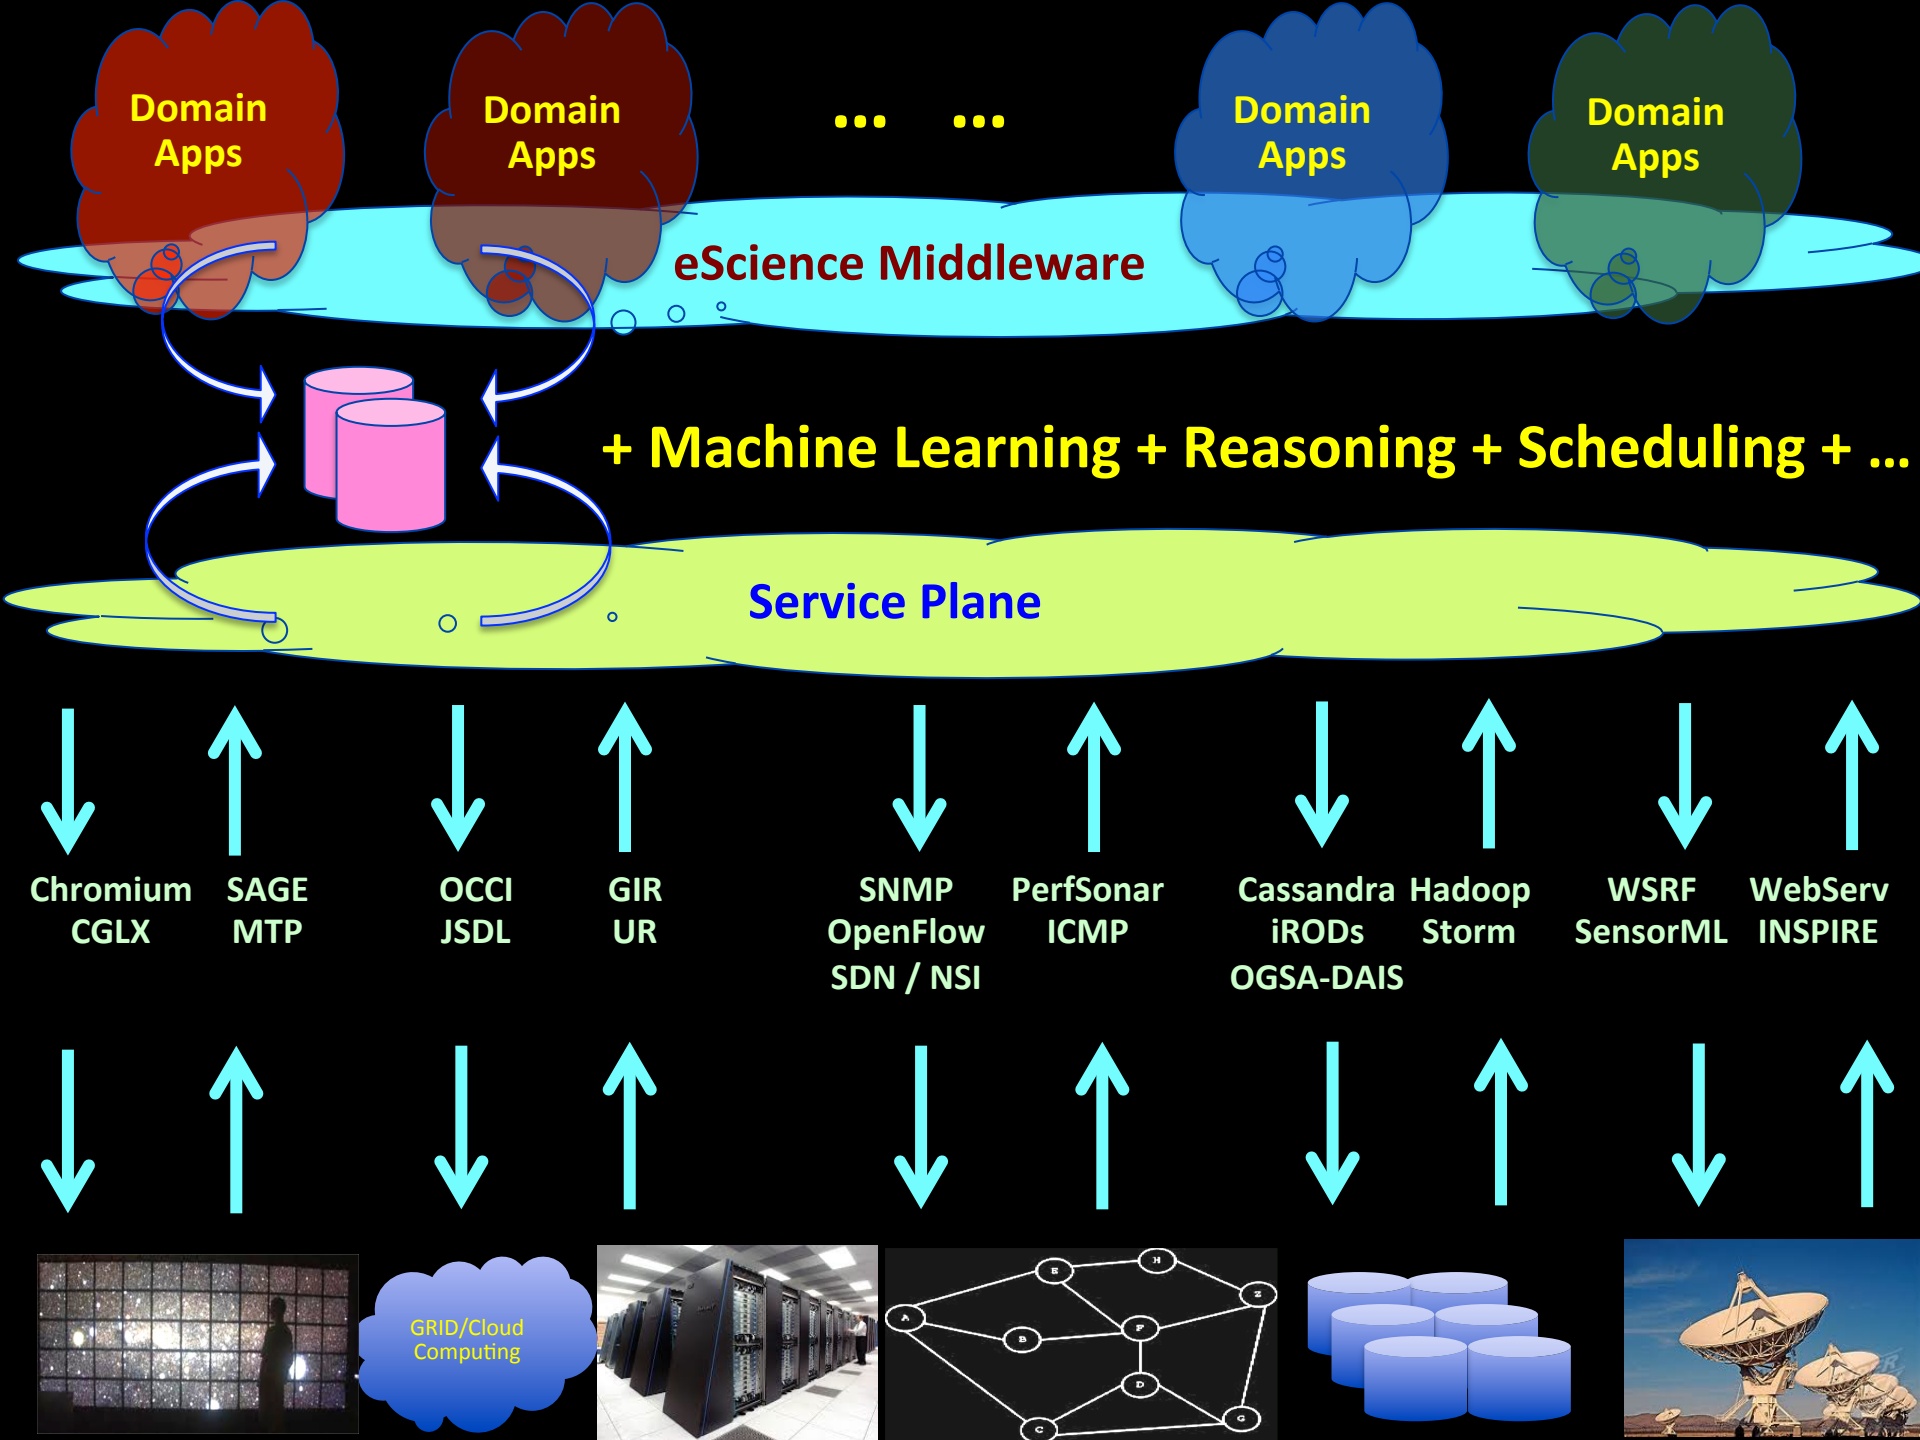 Domain
Apps
Domain
Apps
... ...
Domain
Apps
Domain
Apps
eScience Middleware
+ Machine Learning + Reasoning + Scheduling + ...
Service Plane
Chromium
CGLX
SAGE
MTP
OCCI
JSDL
GIR
UR
SNMP
OpenFlow
SDN / NSI
PerfSonar
ICMP
Cassandra
iRODs
OGSA-DAIS
Hadoop
Storm
WSRF
SensorML
WebServ
INSPIRE
GRID/Cloud
Computing
E
H
Z
A
B
F
D
C
G